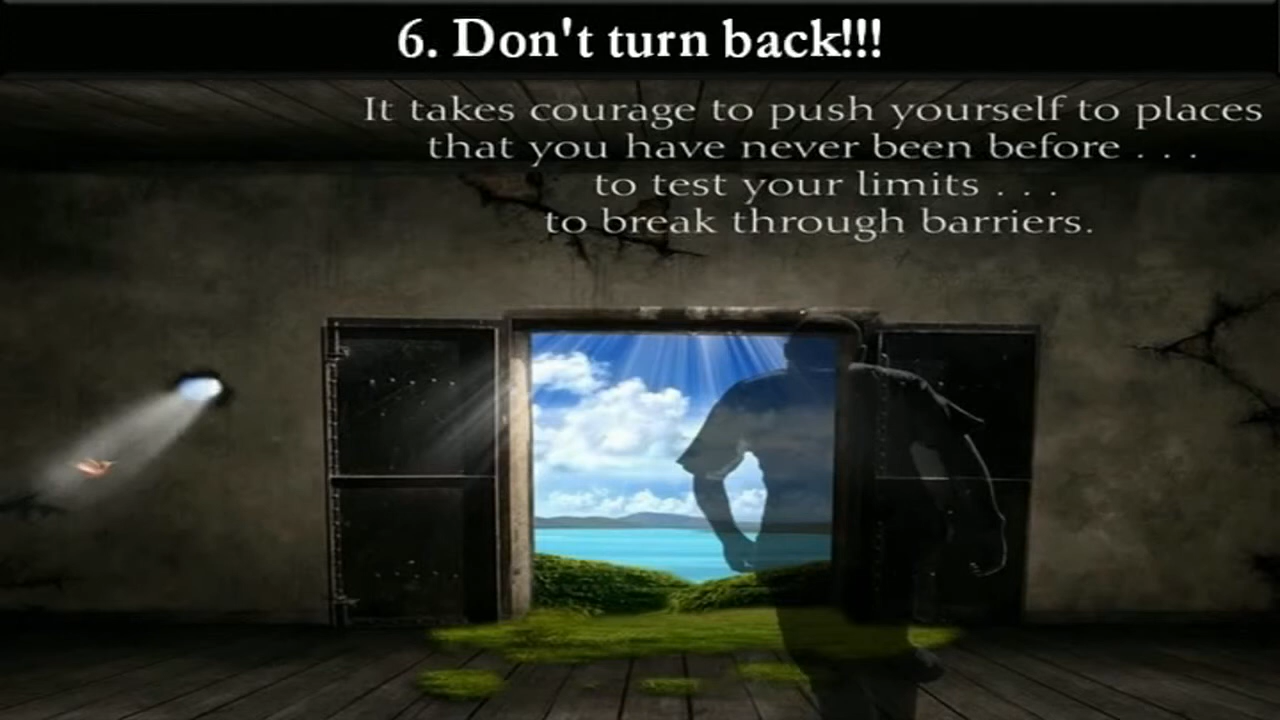 6. Don't turn back!!!
It takes courage to push yourself to places
that you have never been before . . .
to test your limits . . .
to break through barriers.